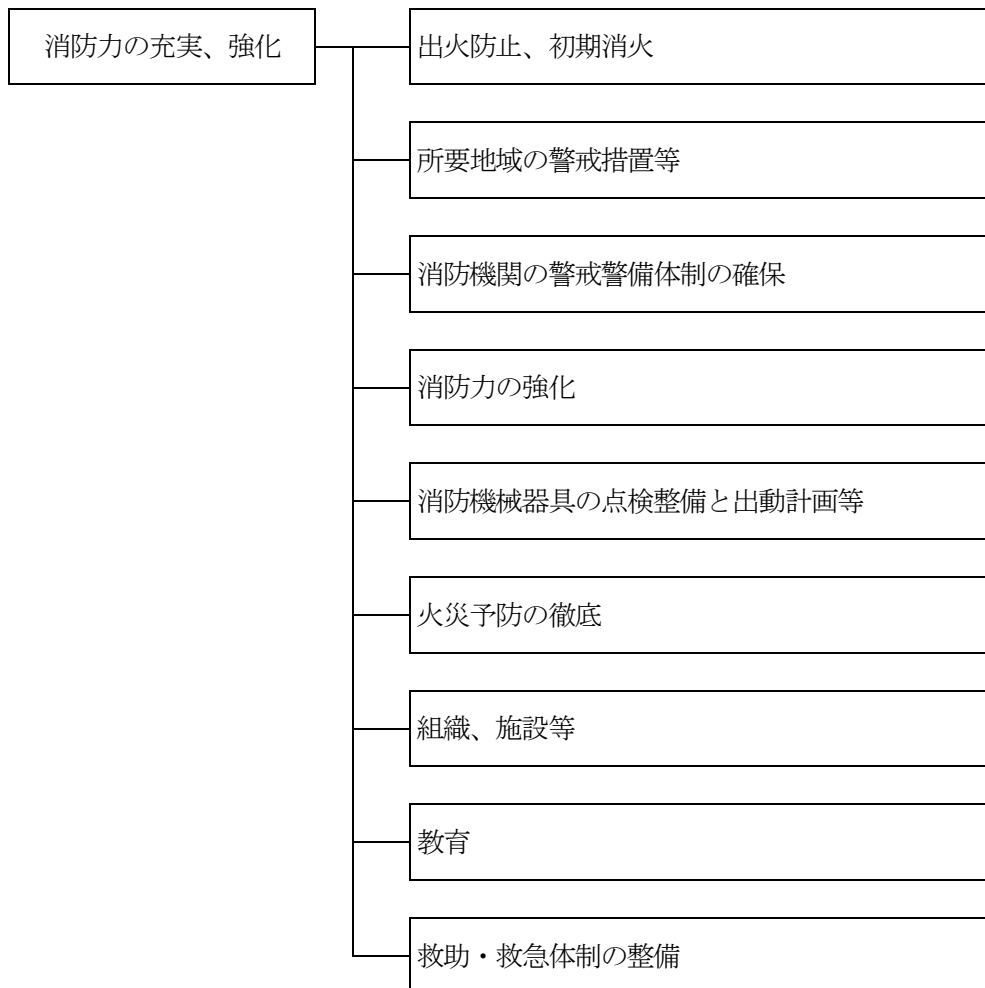 消防力の充実、強化
出火防止、初期消火
所要地域の警戒措置等
消防機関の警戒警備体制の確保
消防力の強化
消防機械器具の点検整備と出動計画等
火災予防の徹底
組織、施設等
教育
救助・救急体制の整備